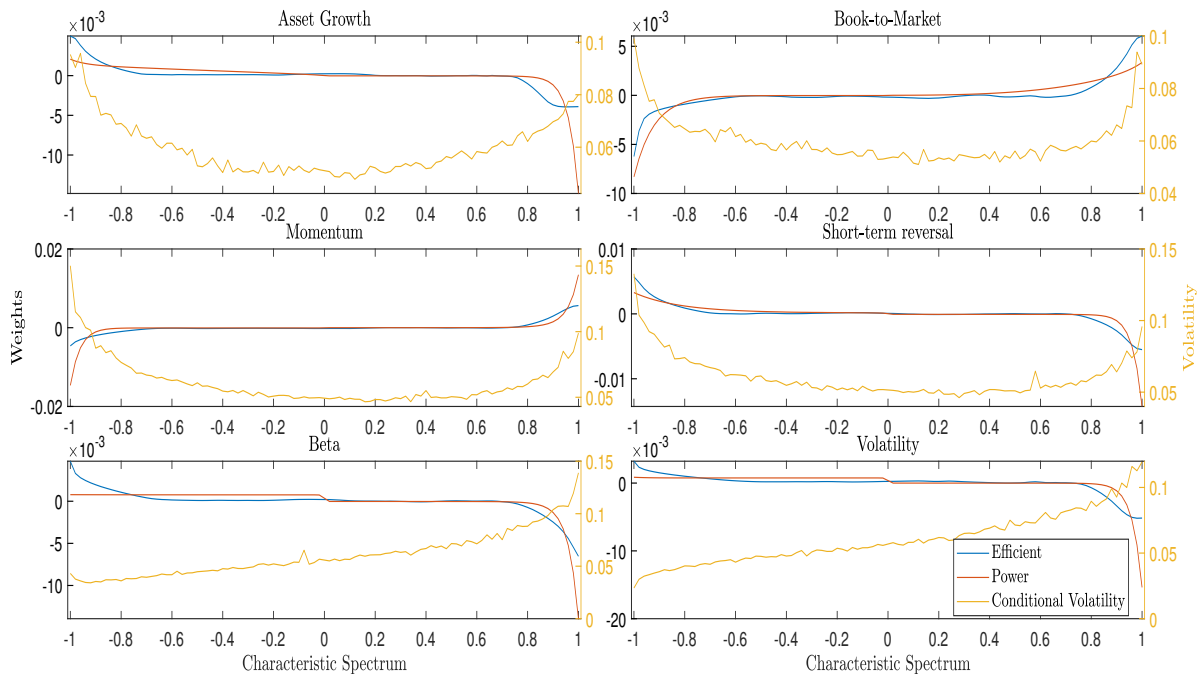 ×10⁻³ Asset Growth
0.1
0 0.08
-5
-10 0.06
-1 -0.8 -0.6 -0.4 -0.2 0 0.2 0.4 0.6 0.8 1
×10⁻³ Book-to-Market
5 0.1
0 0.08
-5 0.06
-10 0.04
-1 -0.8 -0.6 -0.4 -0.2 0 0.2 0.4 0.6 0.8 1
Momentum
0.02
0.15
0 0.1
0.05
-0.02
-1 -0.8 -0.6 -0.4 -0.2 0 0.2 0.4 0.6 0.8 1
Weights
Short-term reversal
0.01 0.15
0 0.1
-0.01 0.05
-1 -0.8 -0.6 -0.4 -0.2 0 0.2 0.4 0.6 0.8 1
Volatility
×10⁻³ Beta
0.15
0 0.1
-5 0.05
-10 0
-1 -0.8 -0.6 -0.4 -0.2 0 0.2 0.4 0.6 0.8 1
Characteristic Spectrum
×10⁻³ Volatility
0 0.1
-10 0.05
-20 0
Efficient
Power
Conditional Volatility
-1 -0.8 -0.6 -0.4 -0.2 0 0.2 0.4 0.6 0.8 1
Characteristic Spectrum